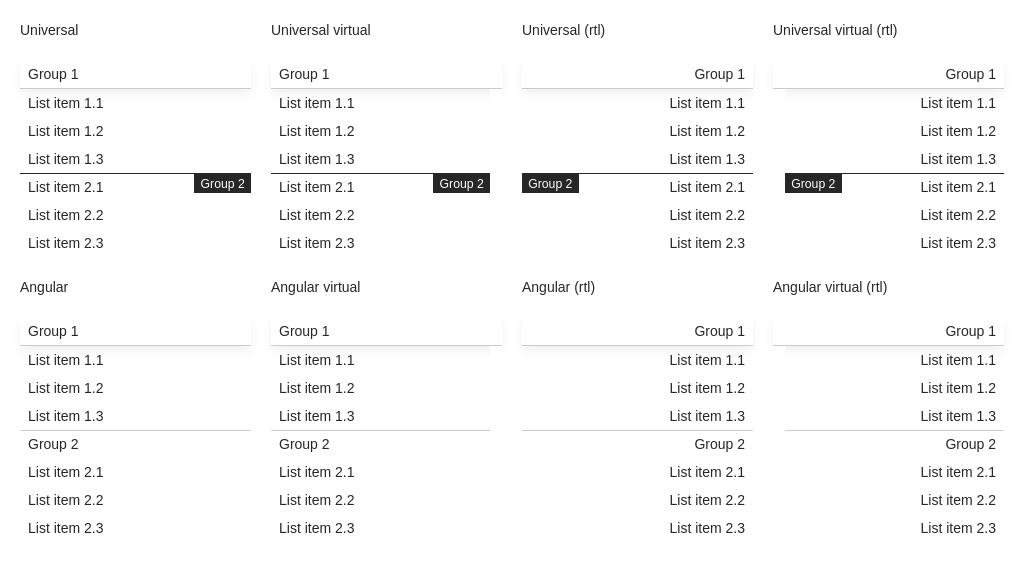 Universal
Group 1
List item 1.1
List item 1.2
List item 1.3
List item 2.1 Group 2
List item 2.2
List item 2.3
Universal virtual
Group 1
List item 1.1
List item 1.2
List item 1.3
List item 2.1 Group 2
List item 2.2
List item 2.3
Universal (rtl)
Group 1
List item 1.1
List item 1.2
List item 1.3
Group 2 List item 2.1
List item 2.2
List item 2.3
Universal virtual (rtl)
Group 1
List item 1.1
List item 1.2
List item 1.3
Group 2 List item 2.1
List item 2.2
List item 2.3
Angular
Group 1
List item 1.1
List item 1.2
List item 1.3
Group 2
List item 2.1
List item 2.2
List item 2.3
Angular virtual
Group 1
List item 1.1
List item 1.2
List item 1.3
Group 2
List item 2.1
List item 2.2
List item 2.3
Angular (rtl)
Group 1
List item 1.1
List item 1.2
List item 1.3
Group 2
List item 2.1
List item 2.2
List item 2.3
Angular virtual (rtl)
Group 1
List item 1.1
List item 1.2
List item 1.3
Group 2
List item 2.1
List item 2.2
List item 2.3